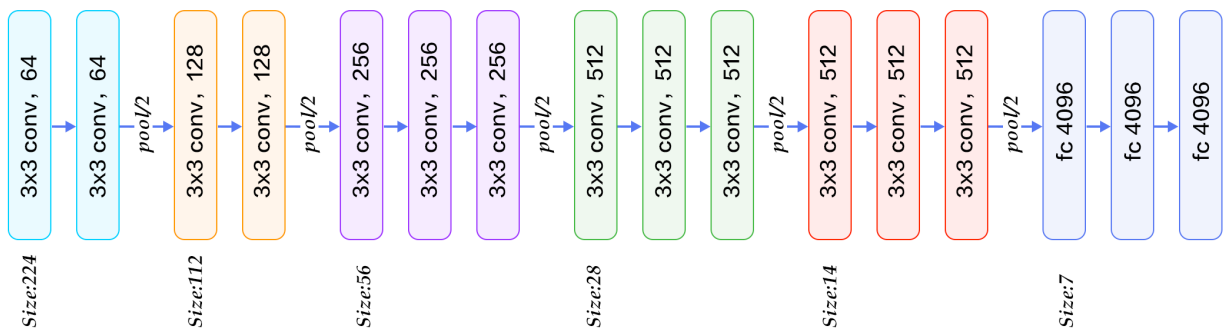 3x3 conv, 64
3x3 conv, 64
pool/2
3x3 conv, 128
3x3 conv, 128
pool/2
3x3 conv, 256
3x3 conv, 256
3x3 conv, 256
pool/2
3x3 conv, 512
3x3 conv, 512
3x3 conv, 512
pool/2
3x3 conv, 512
3x3 conv, 512
3x3 conv, 512
pool/2
fc 4096
fc 4096
fc 4096
Size:224
Size:112
Size:56
Size:28
Size:14
Size:7